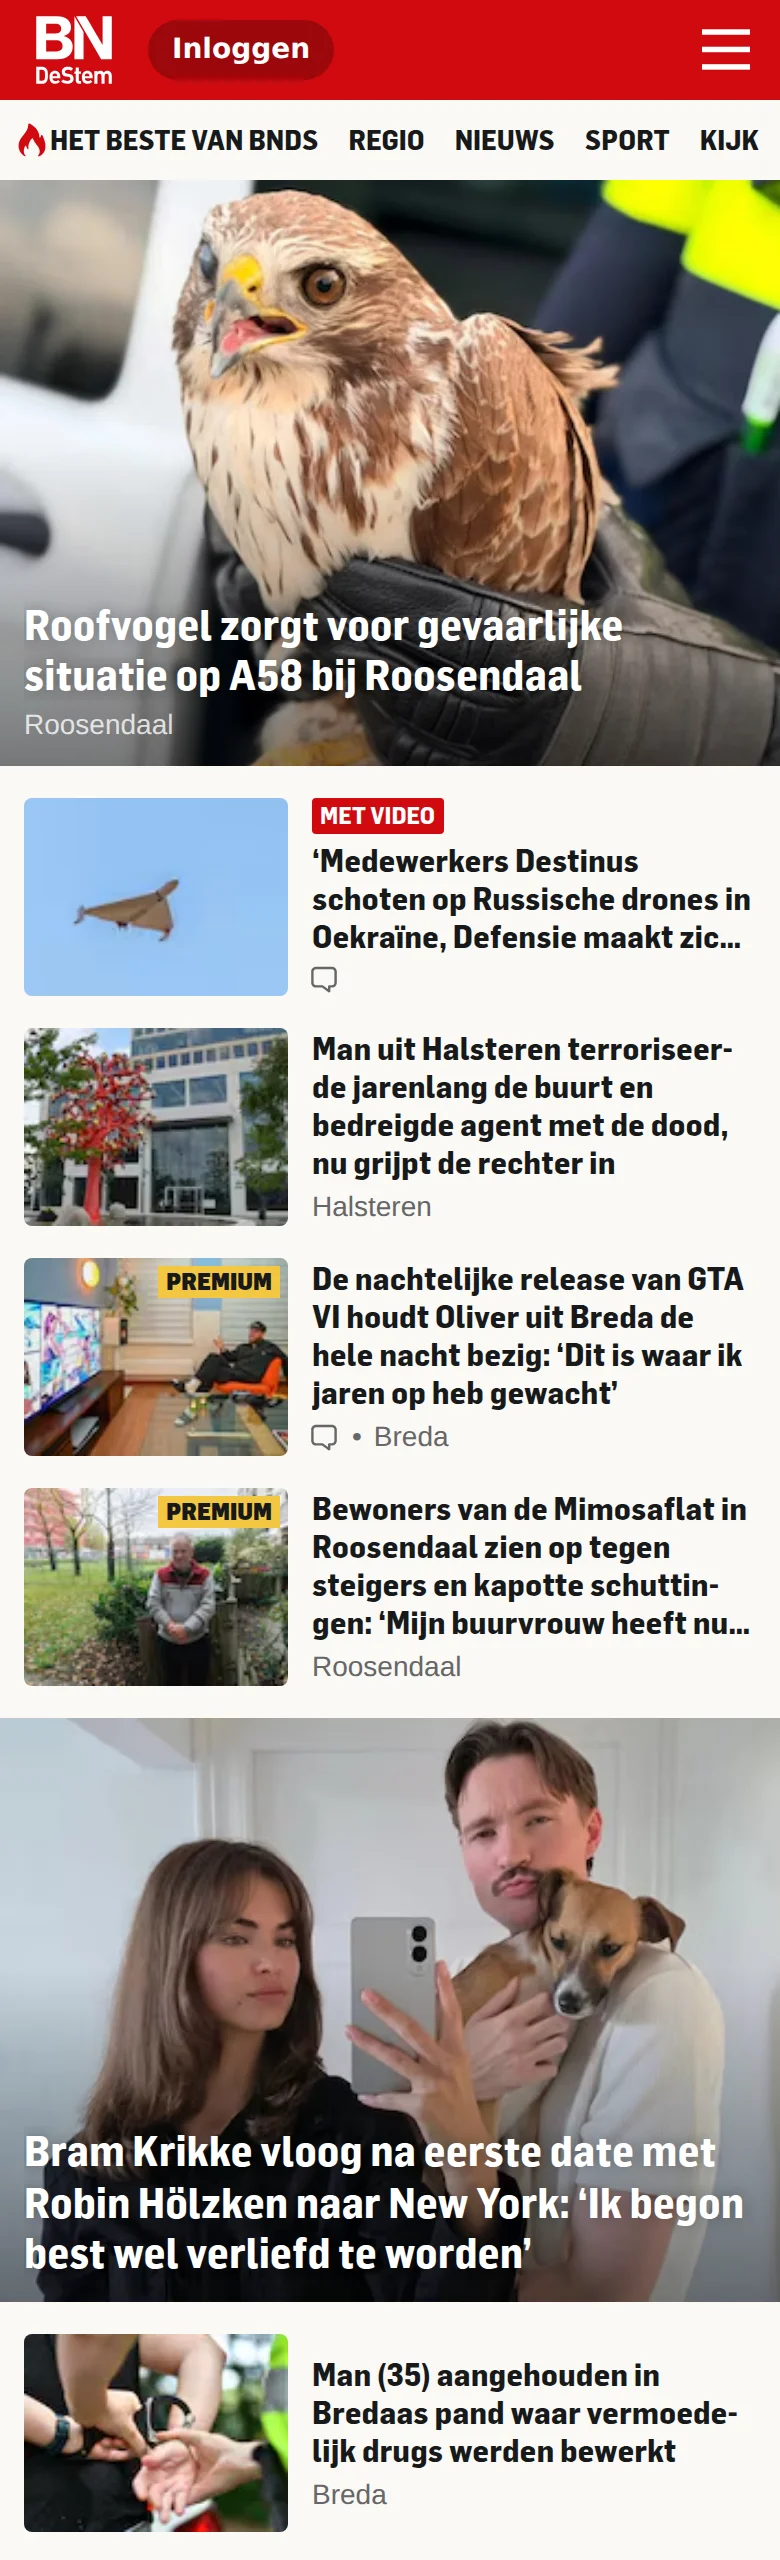 BN
DeStem
Inloggen
HET BESTE VAN BNDS REGIO NIEUWS SPORT KIJK
Roofvogel zorgt voor gevaarlijke
situatie op A58 bij Roosendaal
Roosendaal
MET VIDEO
‘Medewerkers Destinus
schoten op Russische drones in
Oekraïne, Defensie maakt zic...
Man uit Halsteren terroriseer-
de jarenlang de buurt en
bedreigde agent met de dood,
nu grijpt de rechter in
Halsteren
PREMIUM
De nachtelijke release van GTA
VI houdt Oliver uit Breda de
hele nacht bezig: ‘Dit is waar ik
jaren op heb gewacht’
• Breda
PREMIUM
Bewoners van de Mimosaflat in
Roosendaal zien op tegen
steigers en kapotte schuttin-
gen: ‘Mijn buurvrouw heeft nu...
Roosendaal
Bram Krikke vloog na eerste date met
Robin Hölzken naar New York: ‘Ik begon
best wel verliefd te worden’
Man (35) aangehouden in
Bredaas pand waar vermoede-
lijk drugs werden bewerkt
Breda